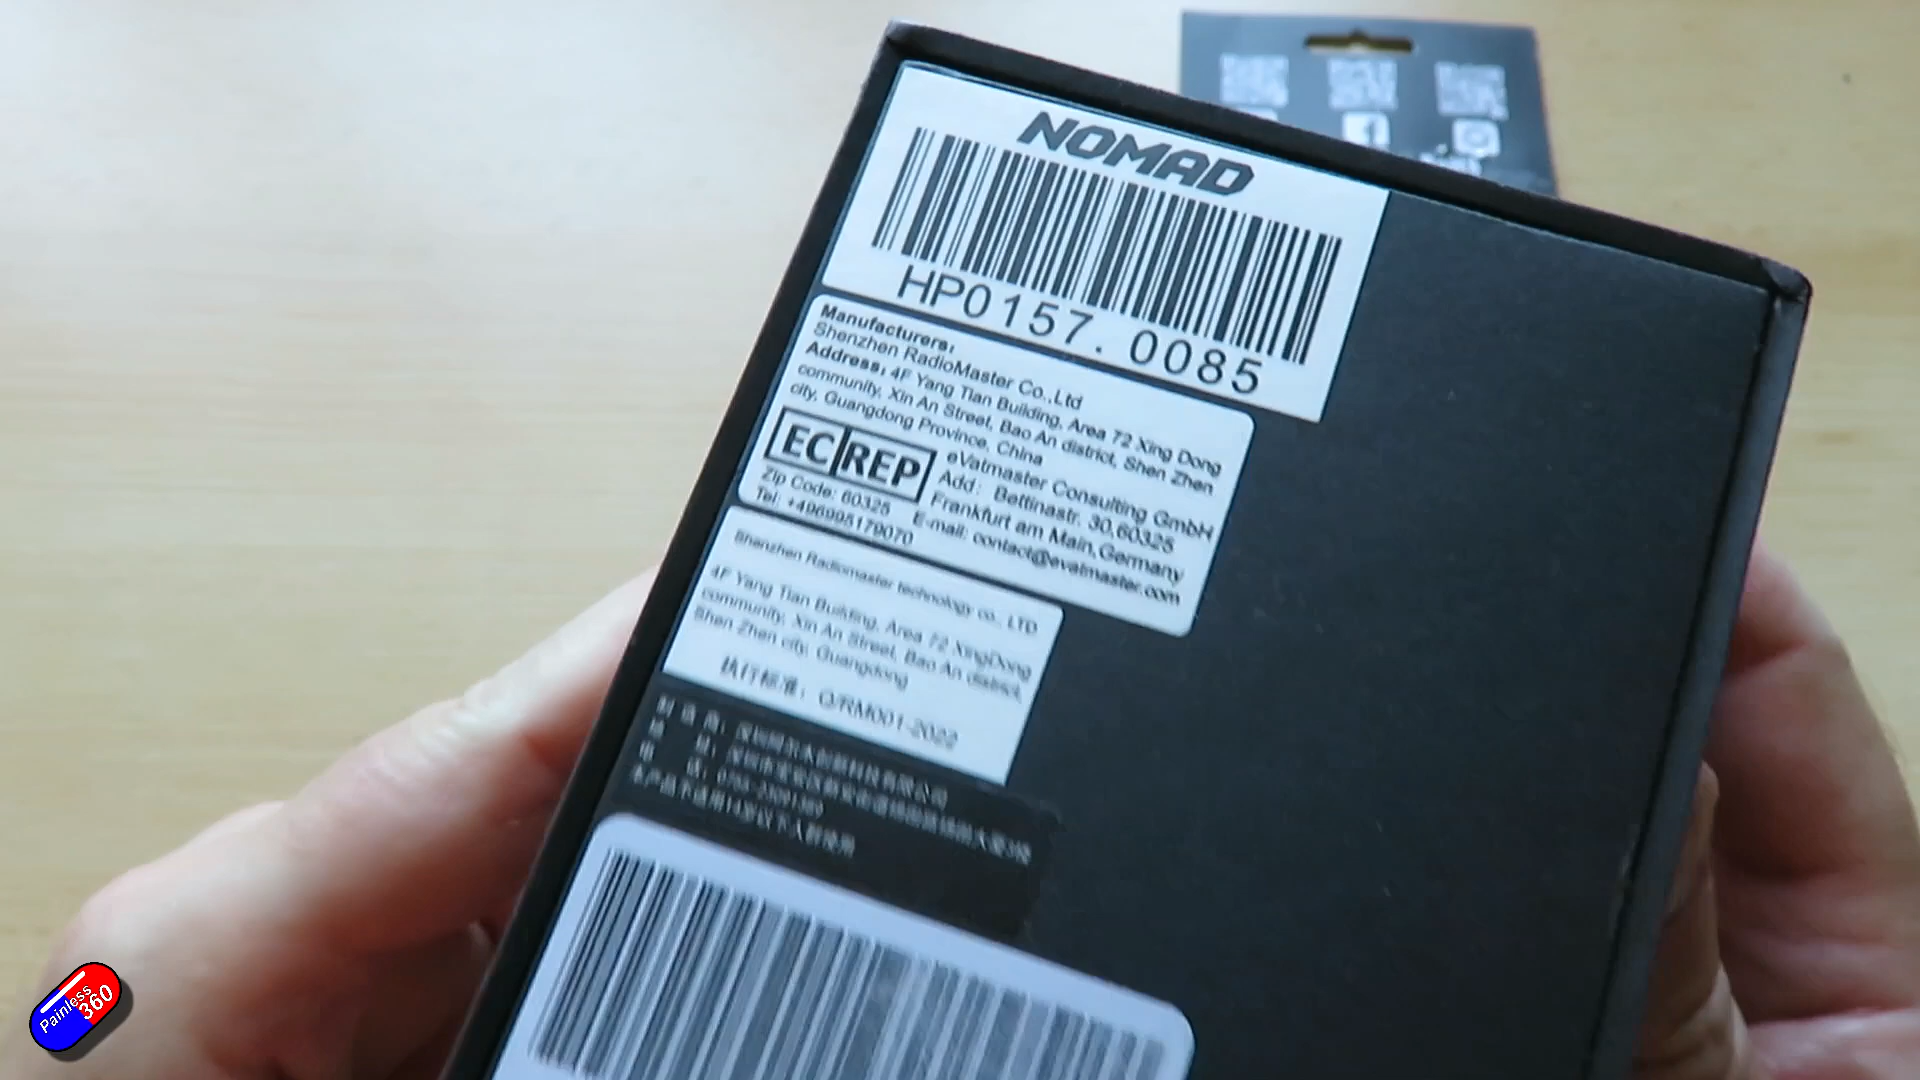 NOMAD
HP0157.0085
Manufacturers:
Shenzhen RadioMaster Co.,Ltd
Address: 4F Yang Tian Building, Area 72 Xing Dong
community, Xin An Street, Bao An district, Shen Zhen
city, Guangdong Province, China
EC REP
eVatmaster Consulting GmbH
Add: Bettinastr. 30,60325
Frankfurt am Main,Germany
Zip Code: 60325
E-mail: contact@evatmaster.com
Tel: +496995179070
Shenzhen Radiomaster technology co., LTD
4F Yang Tian Building, Area 72 XingDong
community, Xin An Street, Bao An district,
Shen Zhen city, Guangdong
执行标准: Q/RM001-2022
Painless
360